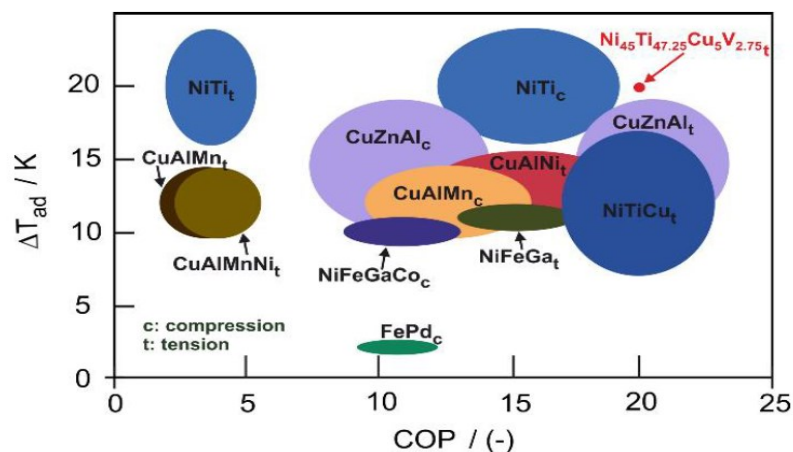 Ni45Ti47.25Cu5V2.75t
20
NiTit
NiTic
CuZnAlc
CuZnAlt
CuAlMnt
15
CuAlNit
CuAlMnc
NiTiCut
10
CuAlMnNit
NiFeGaCoc
NiFeGat
5
c: compression
t: tension
FePdc
0
0
5
10
15
20
25
ΔTad / K
COP / (-)